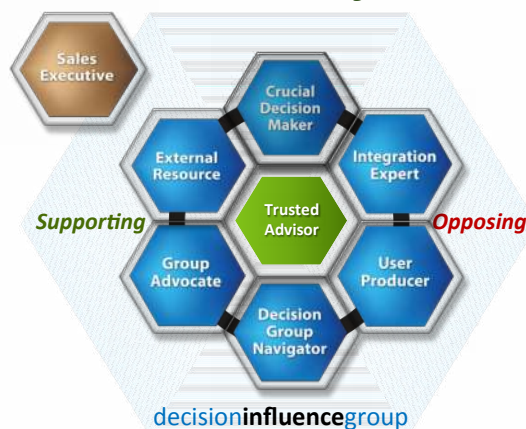 Sales
Executive
Crucial
Decision
Maker
External
Resource
Integration
Expert
Supporting
Trusted
Advisor
Opposing
Group
Advocate
User
Producer
Decision
Group
Navigator
decisioninfluencegroup